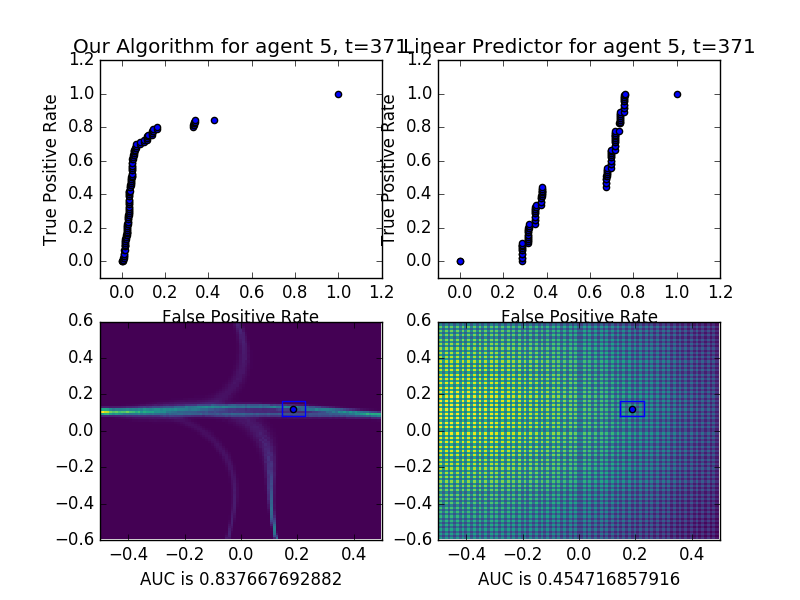 Our Algorithm for agent 5, t=371
Linear Predictor for agent 5, t=371
1.2
1.0
0.8
0.6
0.4
0.2
0.0
True Positive Rate
0.0 0.2 0.4 0.6 0.8 1.0 1.2
False Positive Rate
1.2
1.0
0.8
0.6
0.4
0.2
0.0
True Positive Rate
0.0 0.2 0.4 0.6 0.8 1.0 1.2
False Positive Rate
0.6
0.4
0.2
0.0
−0.2
−0.4
−0.6
−0.4 −0.2 0.0 0.2 0.4
AUC is 0.837667692882
0.6
0.4
0.2
0.0
−0.2
−0.4
−0.6
−0.4 −0.2 0.0 0.2 0.4
AUC is 0.454716857916